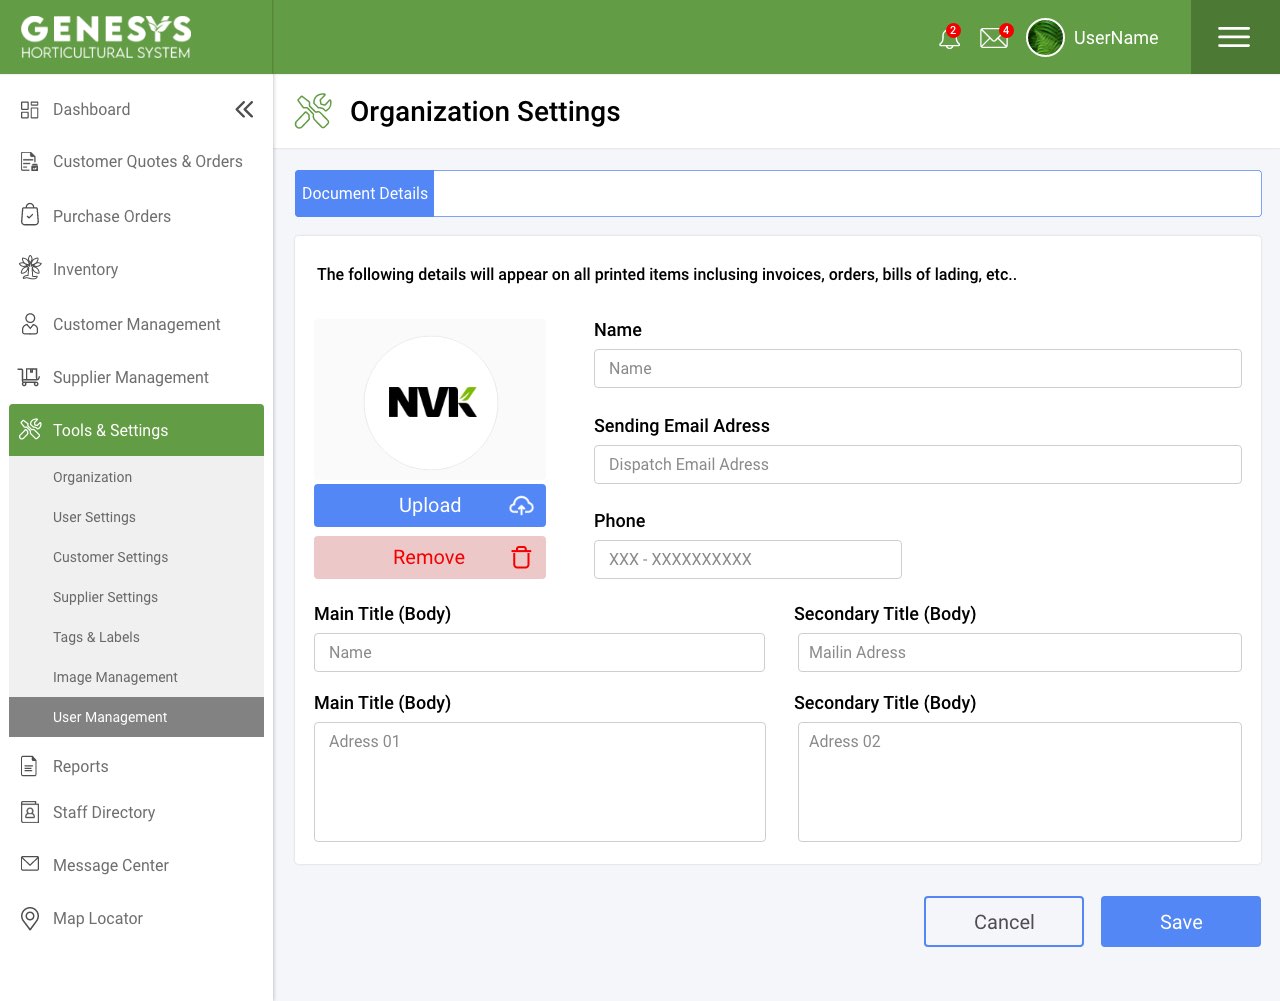 GENESYS
HORTICULTURAL SYSTEM
2
4
UserName
Dashboard
Customer Quotes & Orders
Purchase Orders
Inventory
Customer Management
Supplier Management
Tools & Settings
Organization
User Settings
Customer Settings
Supplier Settings
Tags & Labels
Image Management
User Management
Reports
Staff Directory
Message Center
Map Locator
Organization Settings
Document Details
The following details will appear on all printed items inclusing invoices, orders, bills of lading, etc..
NVK
Upload
Remove
Name
Name
Sending Email Adress
Dispatch Email Adress
Phone
XXX - XXXXXXXXXX
Main Title (Body)
Secondary Title (Body)
Name
Mailin Adress
Main Title (Body)
Secondary Title (Body)
Adress 01
Adress 02
Cancel
Save